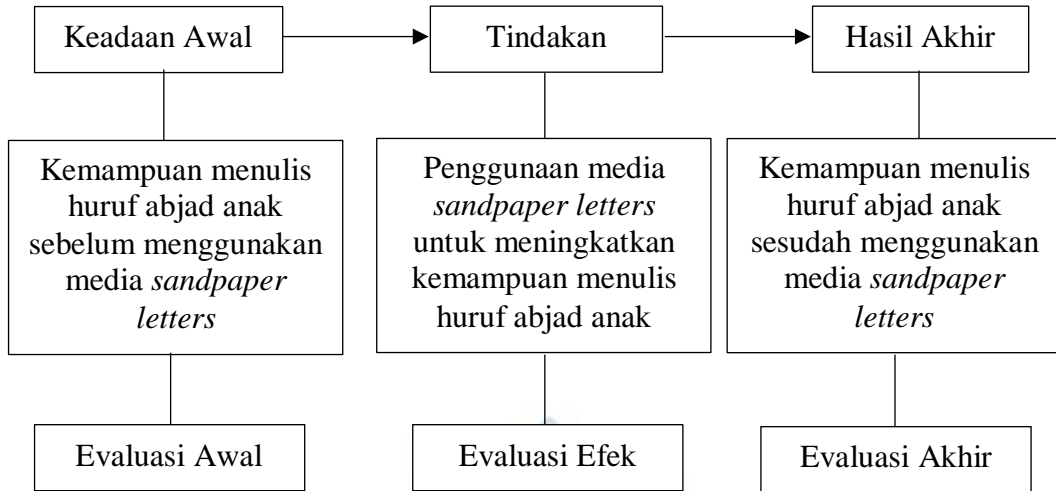 Keadaan Awal
Tindakan
Hasil Akhir
Kemampuan menulis
huruf abjad anak
sebelum menggunakan
media sandpaper
letters
Penggunaan media
sandpaper letters
untuk meningkatkan
kemampuan menulis
huruf abjad anak
Kemampuan menulis
huruf abjad anak
sesudah menggunakan
media sandpaper
letters
Evaluasi Awal
Evaluasi Efek
Evaluasi Akhir